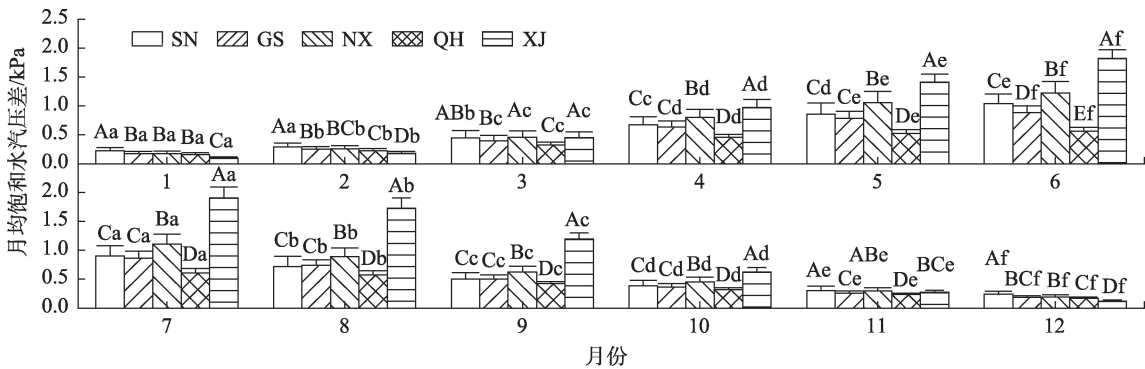 月均饱和水汽压差/kPa
2.5
2.0
1.5
1.0
0.5
0.0
SN GS NX QH XJ
Aa Ba Ba Ba Ca
Aa Bb BCb Cb Db
ABb Bc Ac Cc Ac
Cc Cd Bd Dd Ad
Cd Ce Be De Ae
Ce Df Bf Ef Af
1 2 3 4 5 6
2.0
1.5
1.0
0.5
0.0
Ca Ca Ba Da Aa
Cb Cb Bb Db Ab
Cc Cc Bc Dc Ac
Cd Cd Bd Dd Ad
Ae Ce ABe De BCe
Af BCf Bf Cf Df
7 8 9 10 11 12
月份